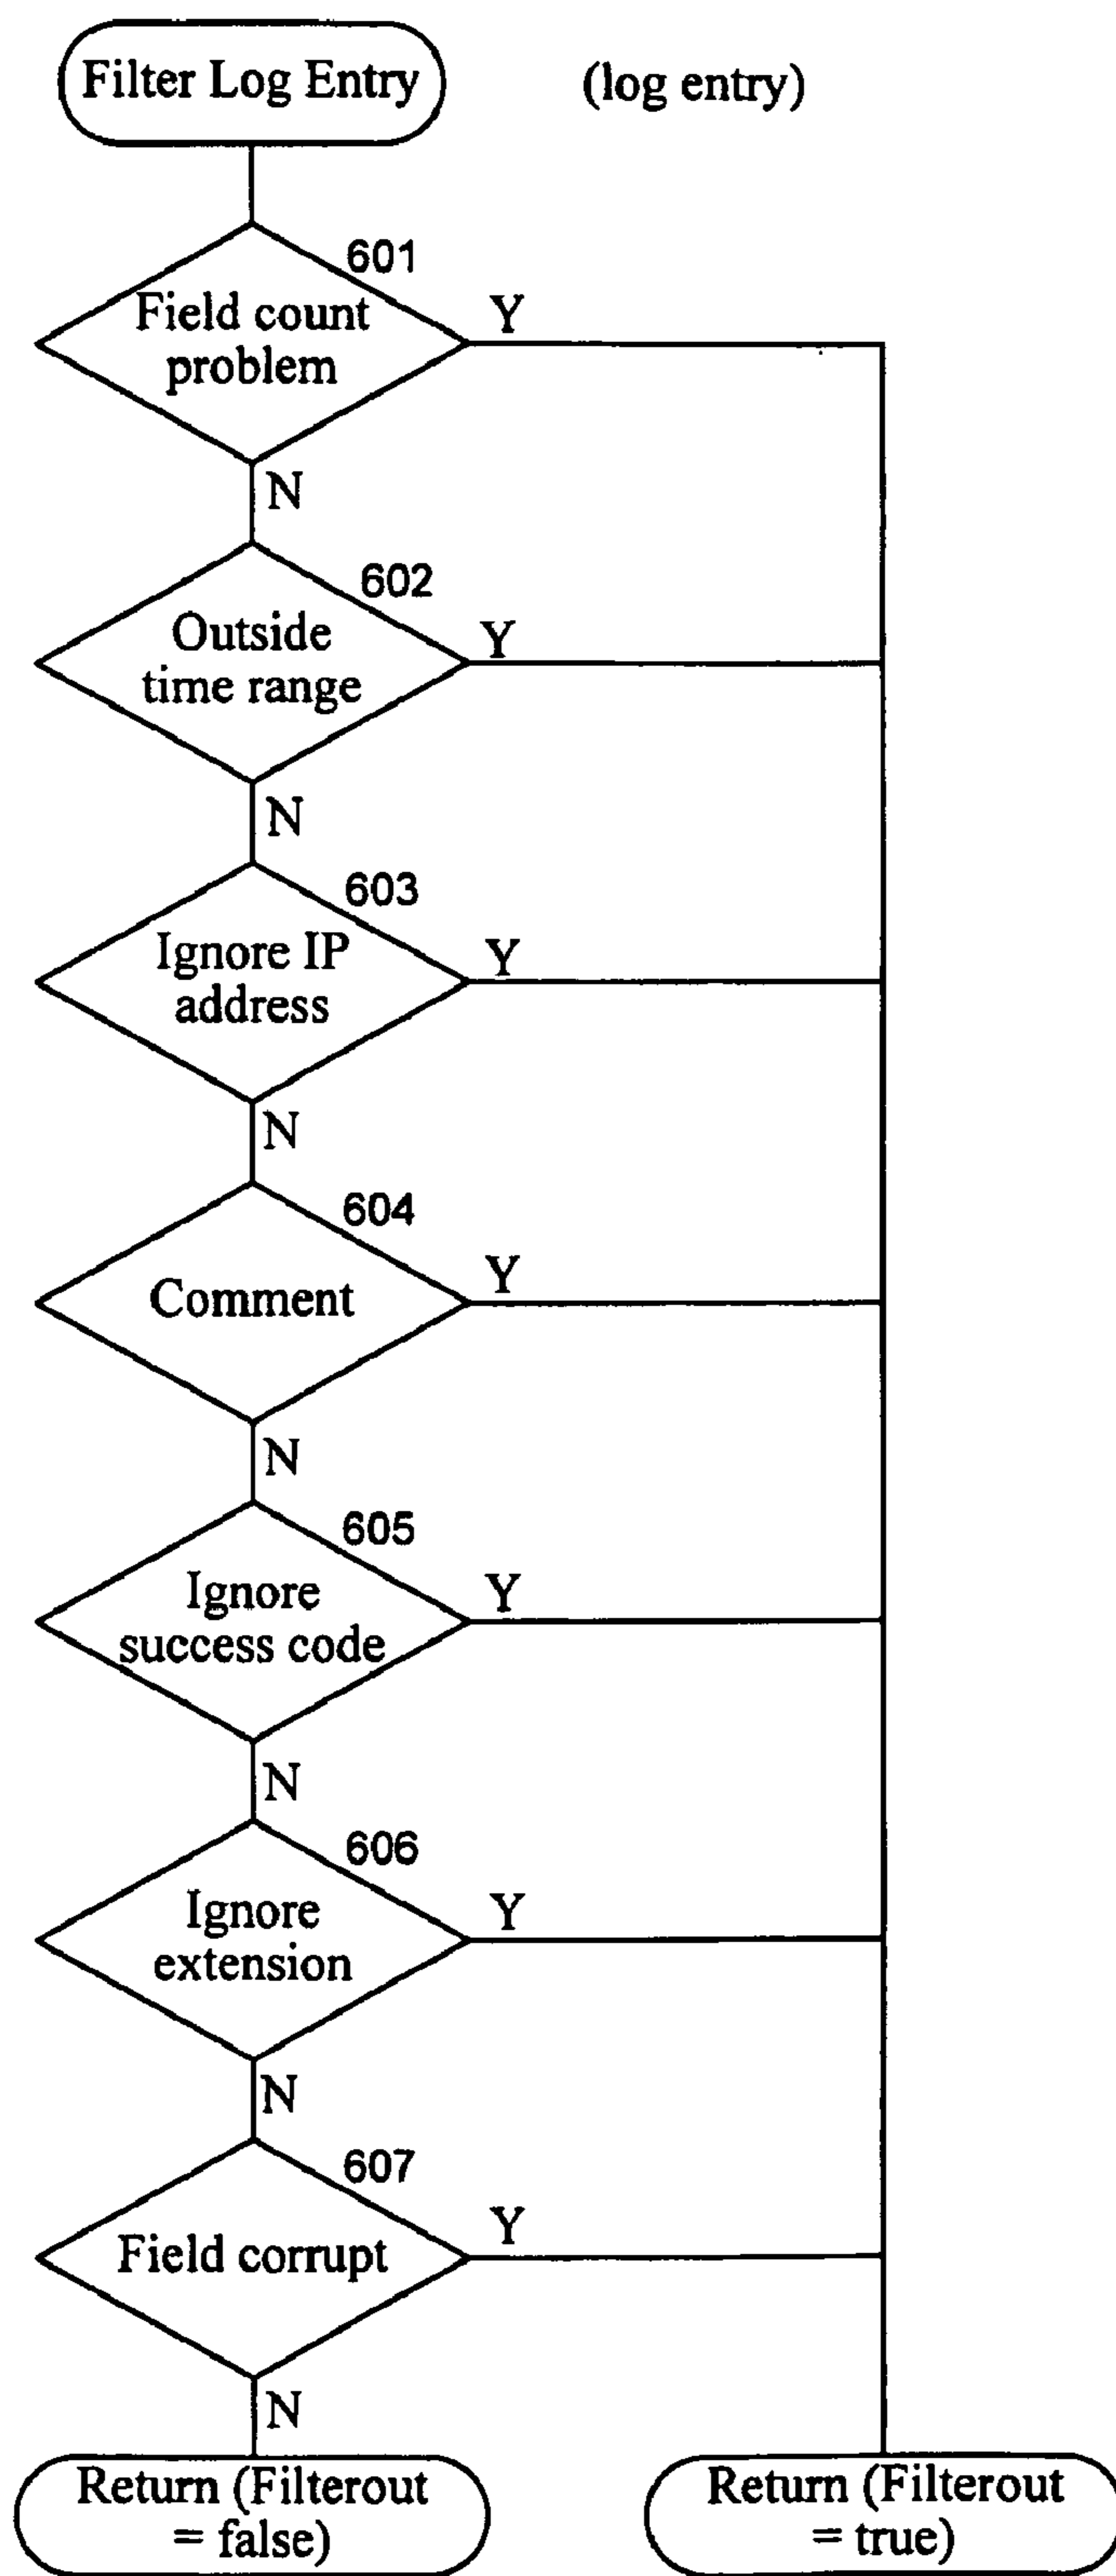 Filter Log Entry
(log entry)
601
Field count
problem
Y
N
602
Outside
time range
Y
N
603
Ignore IP
address
Y
N
604
Comment
Y
N
605
Ignore
success code
Y
N
606
Ignore
extension
Y
N
607
Field corrupt
Y
N
Return (Filterout
= false)
Return (Filterout
= true)